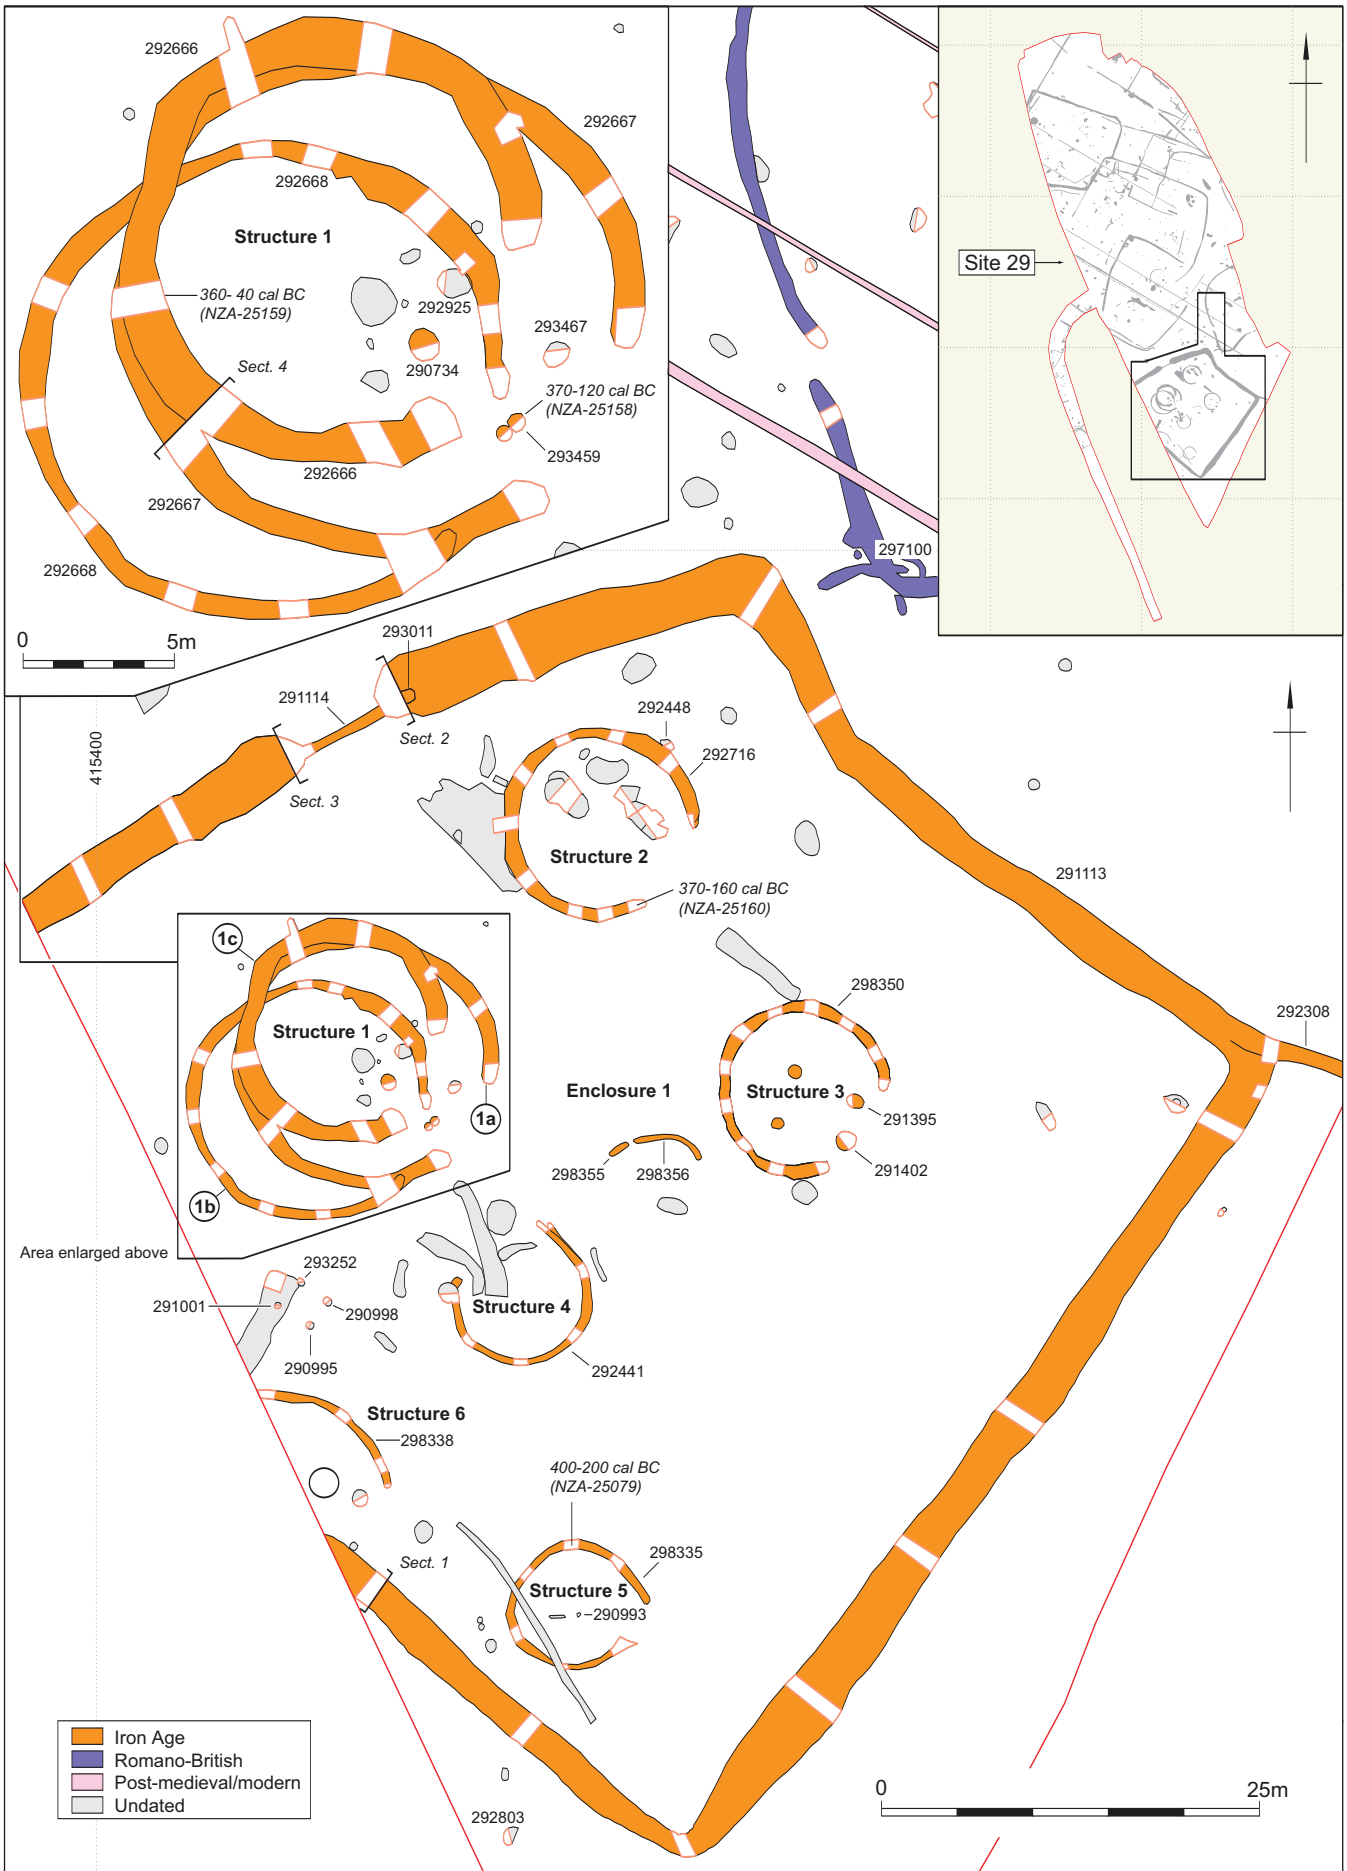 292666
292667
292668
Structure 1
360- 40 cal BC
(NZA-25159)
292925
293467
290734
Sect. 4
370-120 cal BC
(NZA-25158)
293459
292666
292667
292668
0
5m
Site 29
297100
293011
291114
Sect. 2
292448
415400
292716
Sect. 3
Structure 2
291113
370-160 cal BC
(NZA-25160)
1c
298350
292308
Structure 1
Enclosure 1
Structure 3
1a
291395
298355
298356
291402
1b
Area enlarged above
293252
291001
290998
Structure 4
290995
292441
Structure 6
298338
400-200 cal BC
(NZA-25079)
Sect. 1
298335
Structure 5
290993
Iron Age
Romano-British
Post-medieval/modern
Undated
292803
0
25m